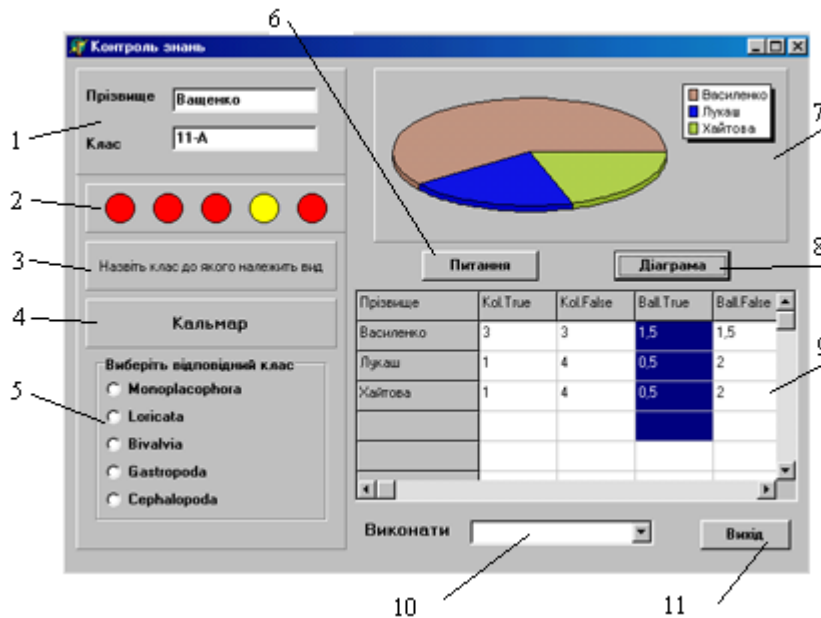 6
Контроль знань
Прізвище
Ващенко
Клас
11-А
1
Василенко
Лукаш
Хайтова
7
2
3
Назвіть клас до якого належить вид
Питання
Діаграма
8
4
Кальмар
Прізвище Kol.True Kol.False Ball.True Ball.False
Василенко 3 3 1,5 1,5
Лукаш 1 4 0,5 2
Хайтова 1 4 0,5 2
9
5
Виберіть відповідний клас
Monoplacophora
Loricata
Bivalvia
Gastropoda
Cephalopoda
Виконати
Вихід
10
11